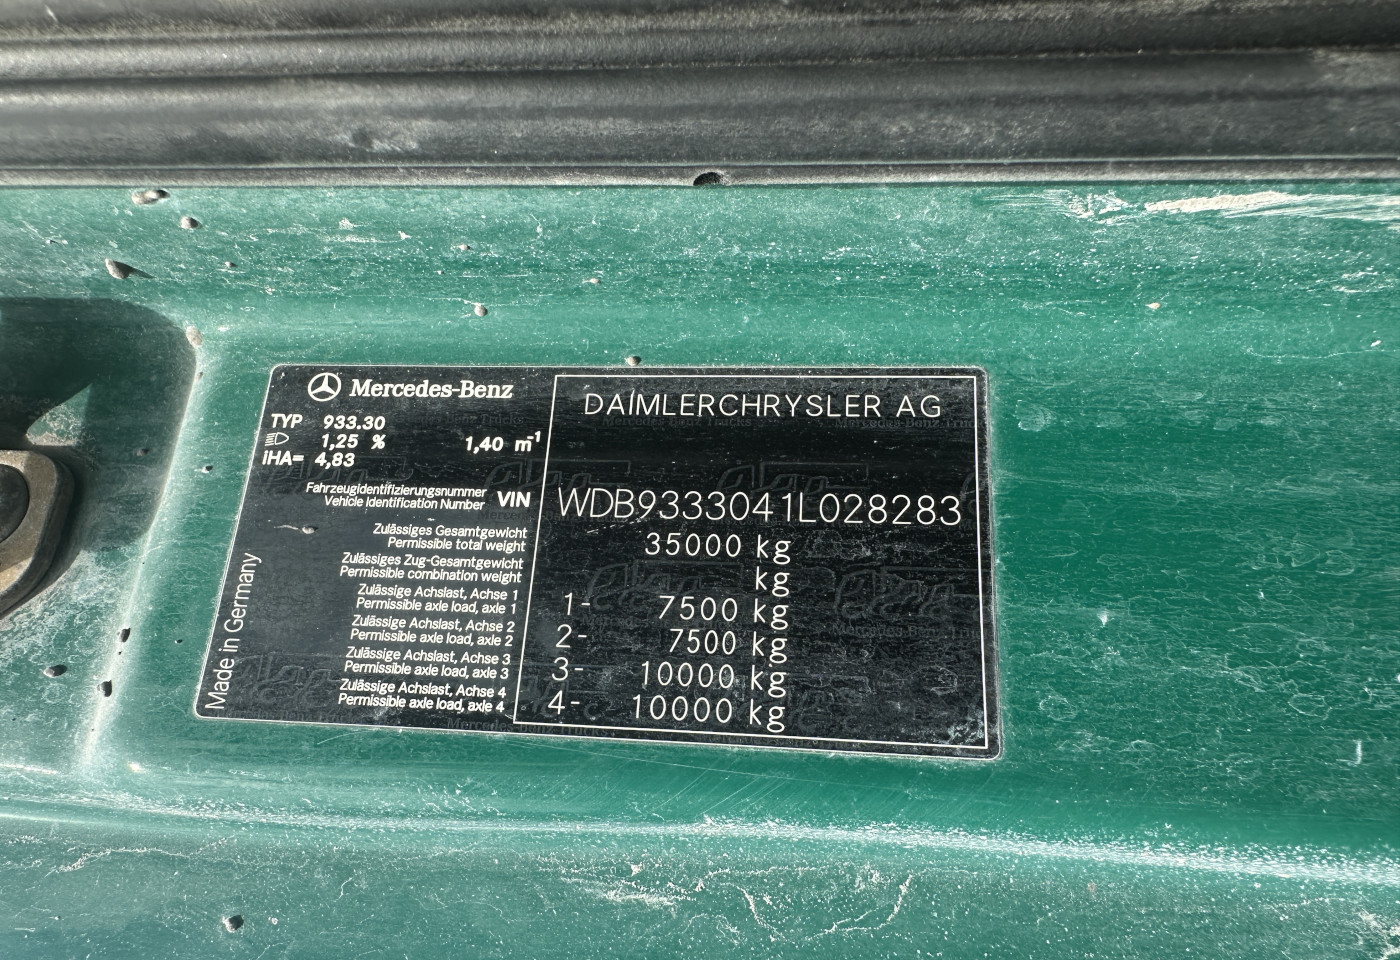 Mercedes-Benz
TYP 933.30
1,25 % 1,40 m-1
iHA= 4,83
Fahrzeugidentifizierungsnummer
Vehicle Identification Number
VIN
Zulässiges Gesamtgewicht
Permissible total weight
Zulässiges Zug-Gesamtgewicht
Permissible combination weight
Zulässige Achslast, Achse 1
Permissible axle load, axle 1
Zulässige Achslast, Achse 2
Permissible axle load, axle 2
Zulässige Achslast, Achse 3
Permissible axle load, axle 3
Zulässige Achslast, Achse 4
Permissible axle load, axle 4
Made in Germany
DAIMLERCHRYSLER AG
WDB9333041L028283
35000 kg
kg
1- 7500 kg
2- 7500 kg
3- 10000 kg
4- 10000 kg